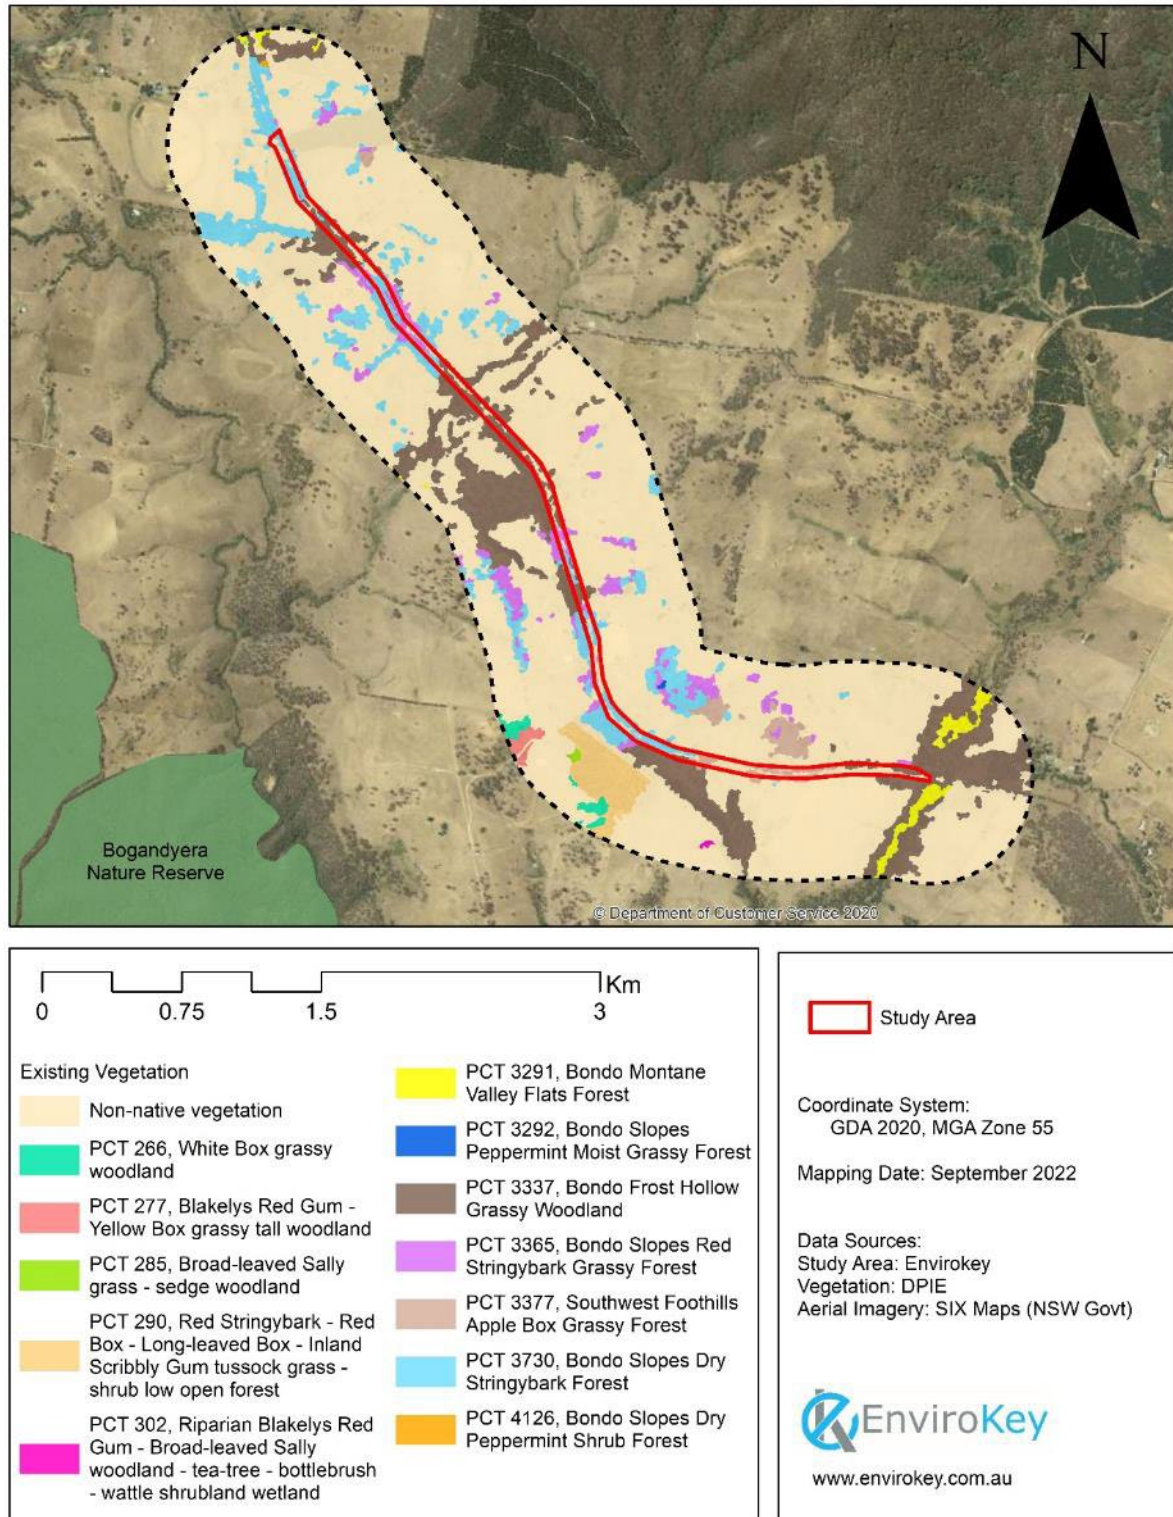 N
Bogandyera
Nature Reserve
© Department of Customer Service 2020
Km
0
0.75
1.5
3
Existing Vegetation
Non-native vegetation
PCT 266, White Box grassy
woodland
PCT 277, Blakelys Red Gum -
Yellow Box grassy tall woodland
PCT 285, Broad-leaved Sally
grass - sedge woodland
PCT 290, Red Stringybark - Red
Box - Long-leaved Box - Inland
Scribbly Gum tussock grass -
shrub low open forest
PCT 302, Riparian Blakelys Red
Gum - Broad-leaved Sally
woodland - tea-tree - bottlebrush
- wattle shrubland wetland
PCT 3291, Bondo Montane
Valley Flats Forest
PCT 3292, Bondo Slopes
Peppermint Moist Grassy Forest
PCT 3337, Bondo Frost Hollow
Grassy Woodland
PCT 3365, Bondo Slopes Red
Stringybark Grassy Forest
PCT 3377, Southwest Foothills
Apple Box Grassy Forest
PCT 3730, Bondo Slopes Dry
Stringybark Forest
PCT 4126, Bondo Slopes Dry
Peppermint Shrub Forest
Study Area
Coordinate System:
GDA 2020, MGA Zone 55
Mapping Date: September 2022
Data Sources:
Study Area: Envirokey
Vegetation: DPIE
Aerial Imagery: SIX Maps (NSW Govt)
EnviroKey
www.envirokey.com.au